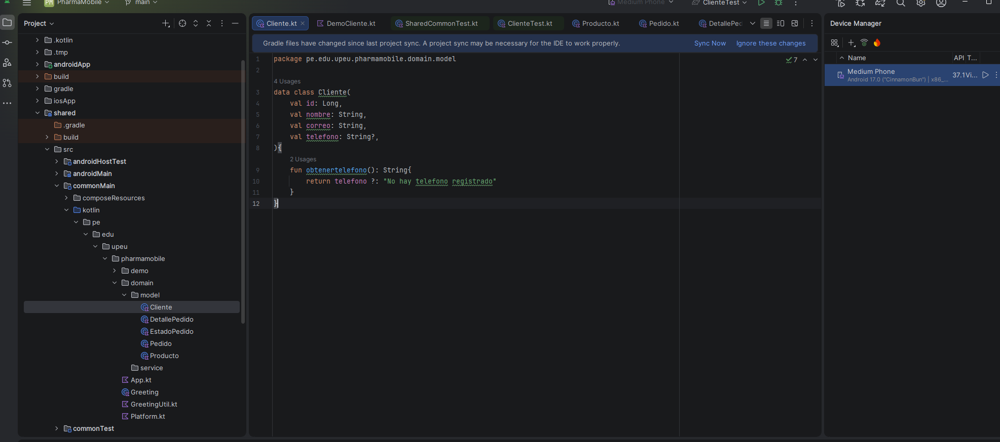 PM PharmaMobile main Medium Phone ClienteTest
Project
Cliente.kt DemoCliente.kt SharedCommonTest.kt ClienteTest.kt Producto.kt Pedido.kt DetallePed
Device Manager
Gradle files have changed since last project sync. A project sync may be necessary for the IDE to work properly. Sync Now Ignore these changes
.kotlin
.tmp
androidApp
build
gradle
iosApp
shared
.gradle
build
src
androidHostTest
androidMain
commonMain
composeResources
kotlin
pe
edu
upeu
pharmamobile
demo
domain
model
Cliente
DetallePedido
EstadoPedido
Pedido
Producto
service
App.kt
Greeting
GreetingUtil.kt
Platform.kt
commonTest
1 package pe.edu.upeu.pharmamobile.domain.model
7
2
4 Usages
3 data class Cliente(
4 val id: Long,
5 val nombre: String,
6 val correo: String,
7 val telefono: String?,
8 ){
2 Usages
9 fun obtenertelefono(): String{
10 return telefono ?: "No hay telefono registrado"
11 }
12 }
Name API T...
Medium Phone
Android 17.0 ("CinnamonBun") | x86_...
37.1 Vi...